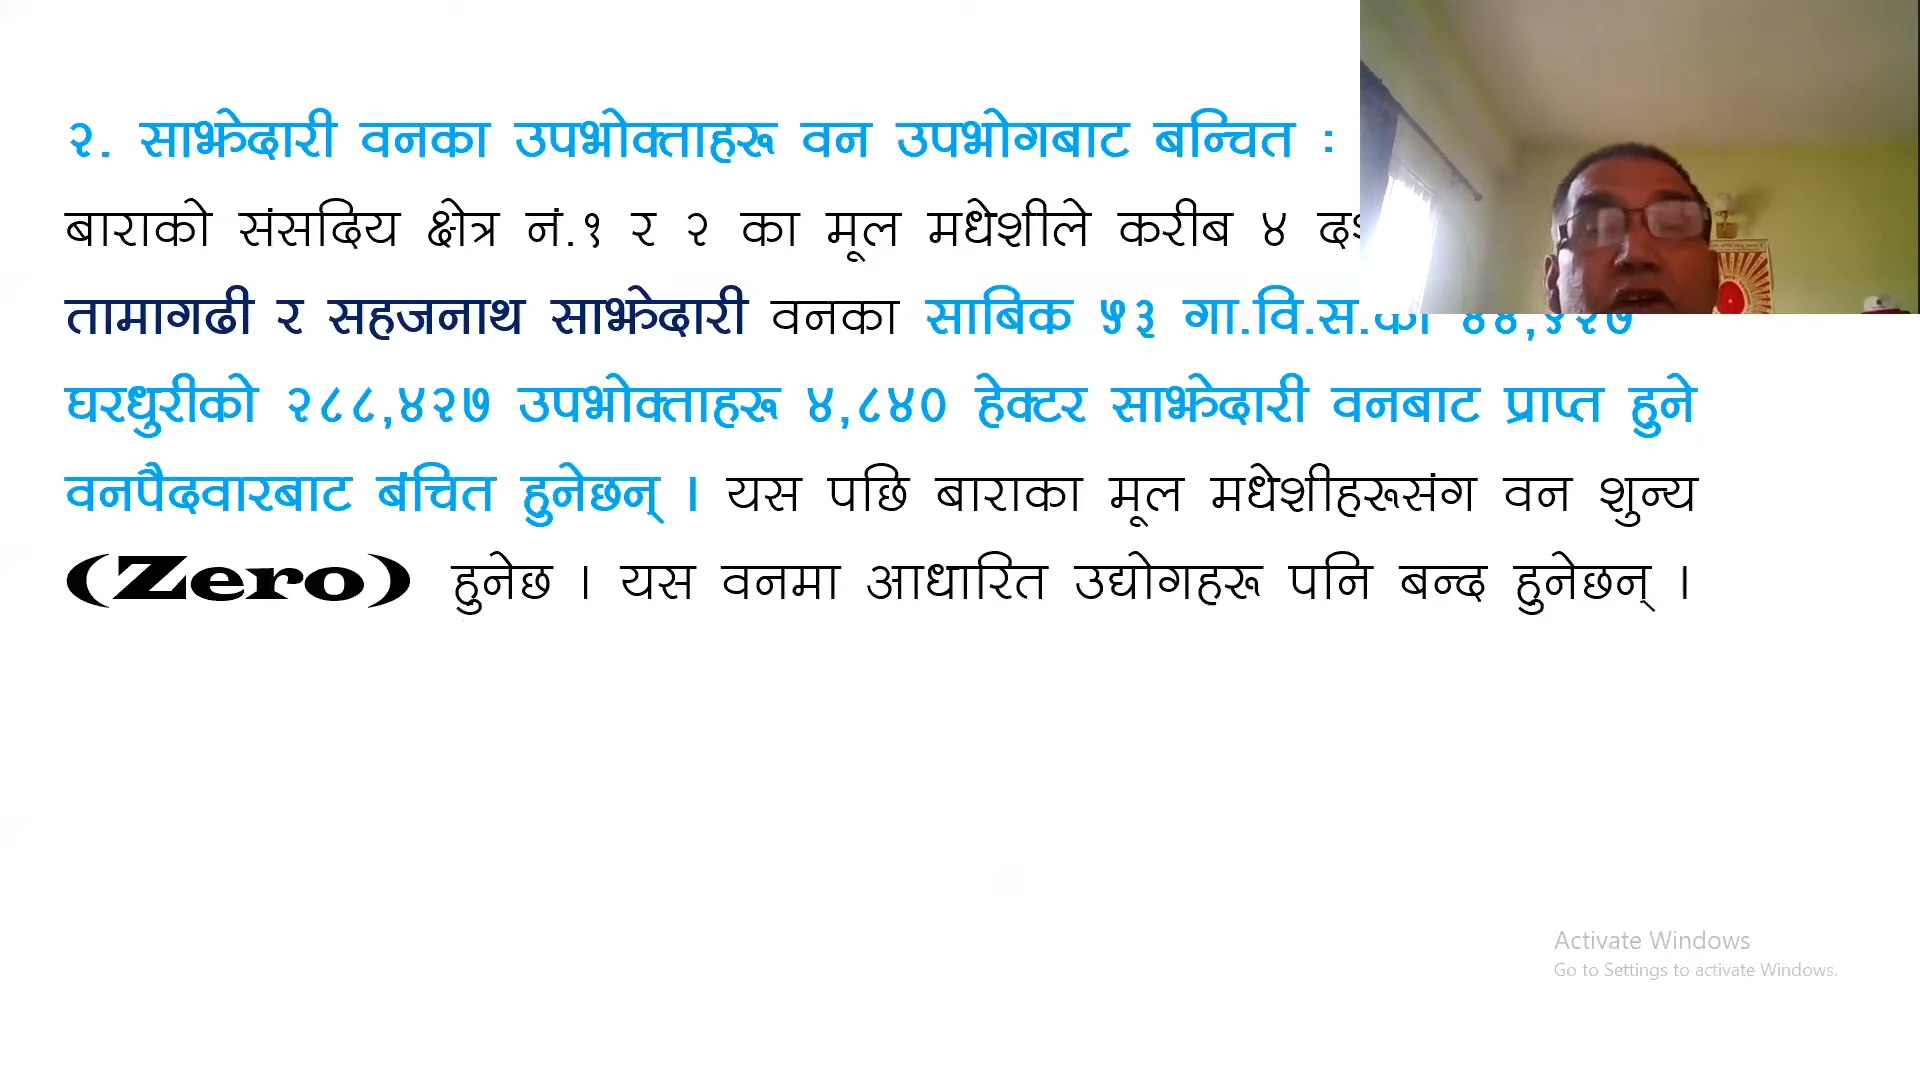 २. साझेदारी वनका उपभोक्ताहरू वन उपभोगबाट बन्चित :
बाराको संसदिय क्षेत्र नं.१ र २ का मूल मधेशीले करीब ४
तामागढी र सहजनाथ साझेदारी वनका साबिक ५३ गा.वि.स.का
घरधुरीको २८८,४२७ उपभोक्ताहरू ४,८४० हेक्टर साझेदारी वनबाट प्राप्त हुने
वनपैदवारबाट बंचित हुनेछन् । यस पछि बाराका मूल मधेशीहरूसंग वन शुन्य
(Zero) हुनेछ । यस वनमा आधारित उद्योगहरू पनि बन्द हुनेछन् ।
Activate Windows
Go to Settings to activate Windows.